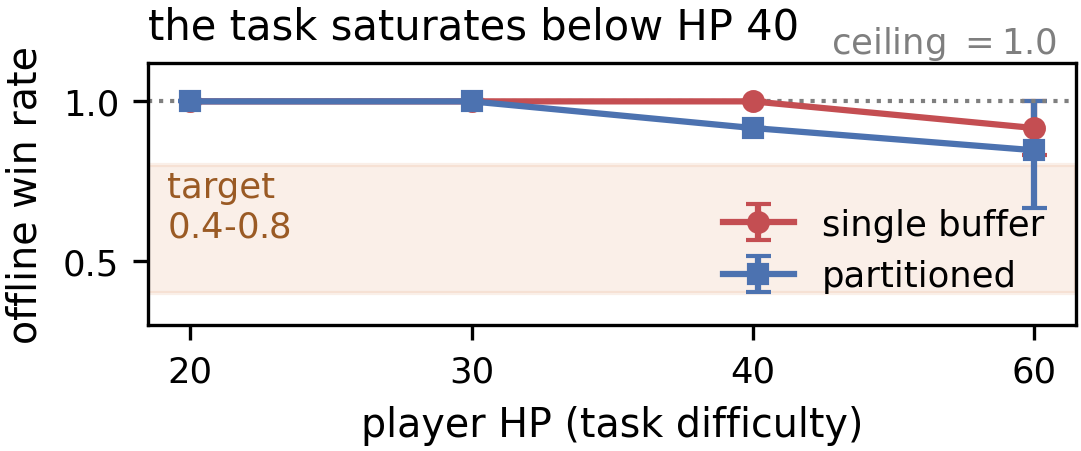 the task saturates below HP 40
ceiling = 1.0
offline win rate
1.0
0.5
target
0.4-0.8
single buffer
partitioned
20 30 40 60
player HP (task difficulty)